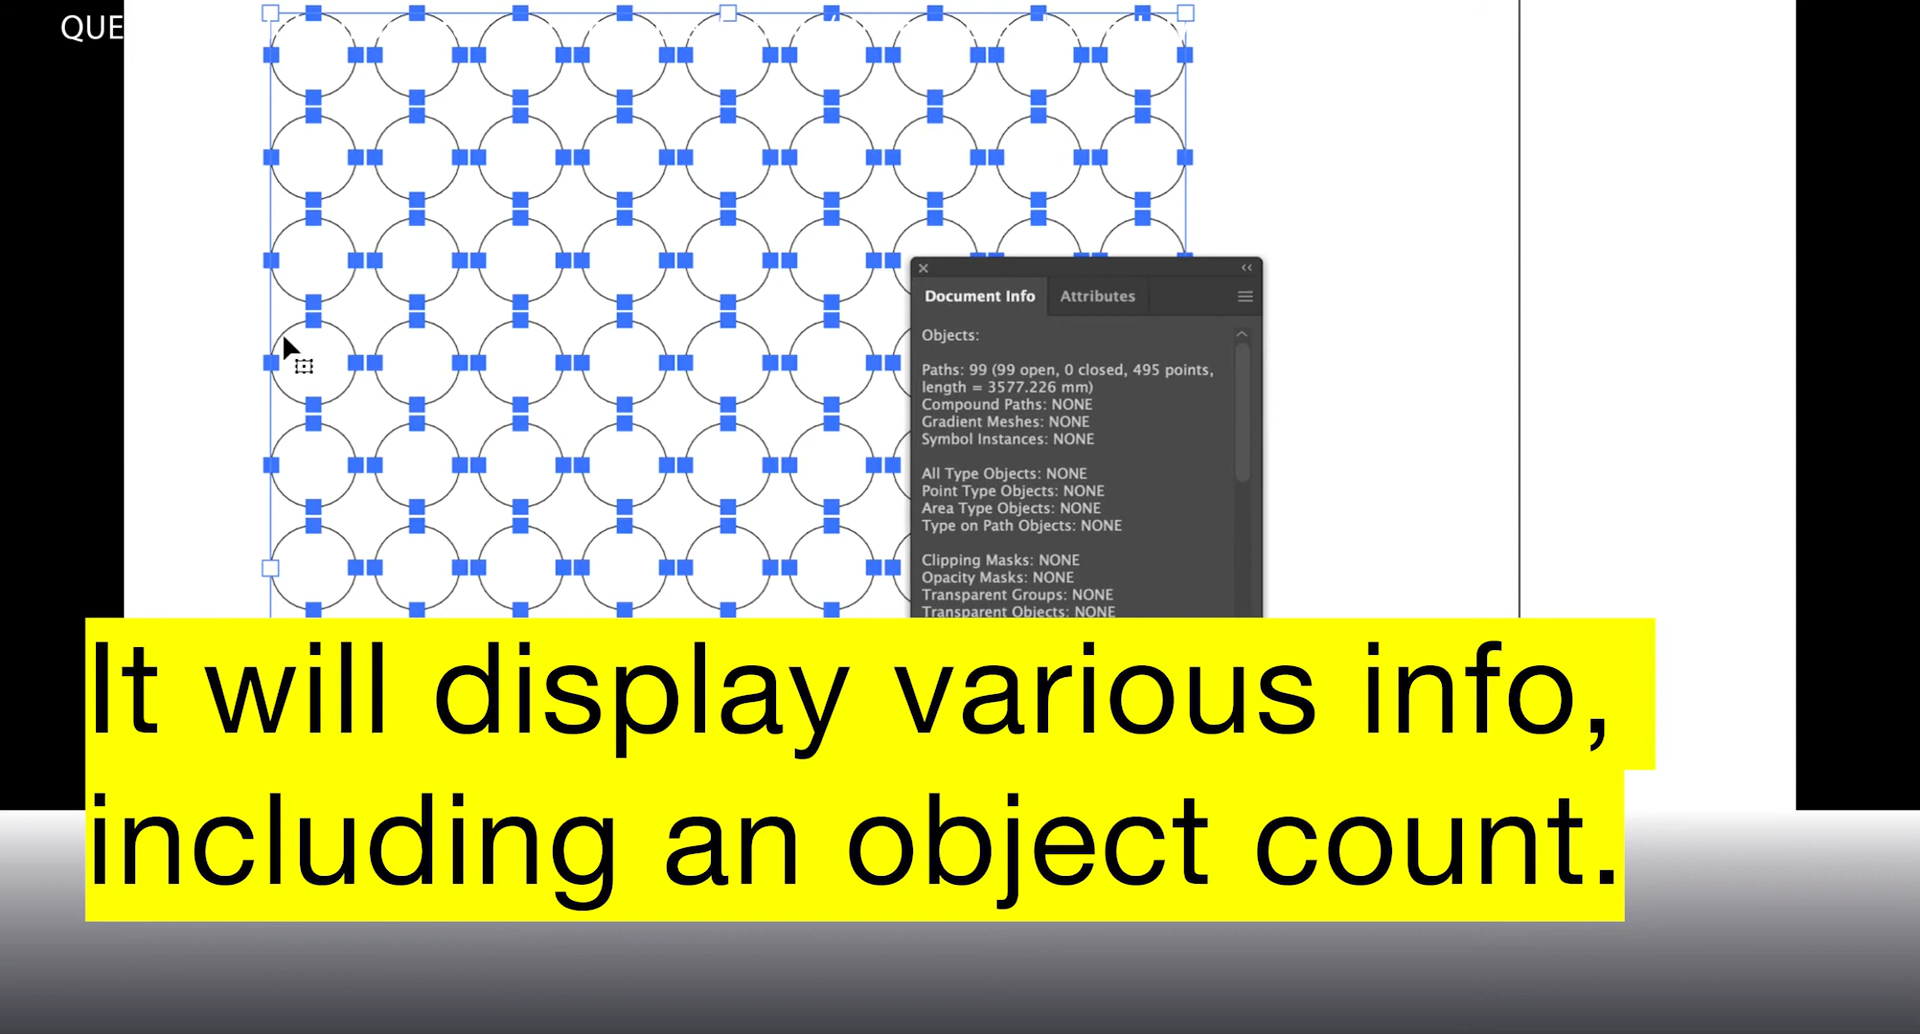 QUE
Document Info
Attributes
Objects:
Paths: 99 (99 open, 0 closed, 495 points,
length = 3577.226 mm)
Compound Paths: NONE
Gradient Meshes: NONE
Symbol Instances: NONE
All Type Objects: NONE
Point Type Objects: NONE
Area Type Objects: NONE
Type on Path Objects: NONE
Clipping Masks: NONE
Opacity Masks: NONE
Transparent Groups: NONE
Transparent Objects: NONE
It will display various info,
including an object count.